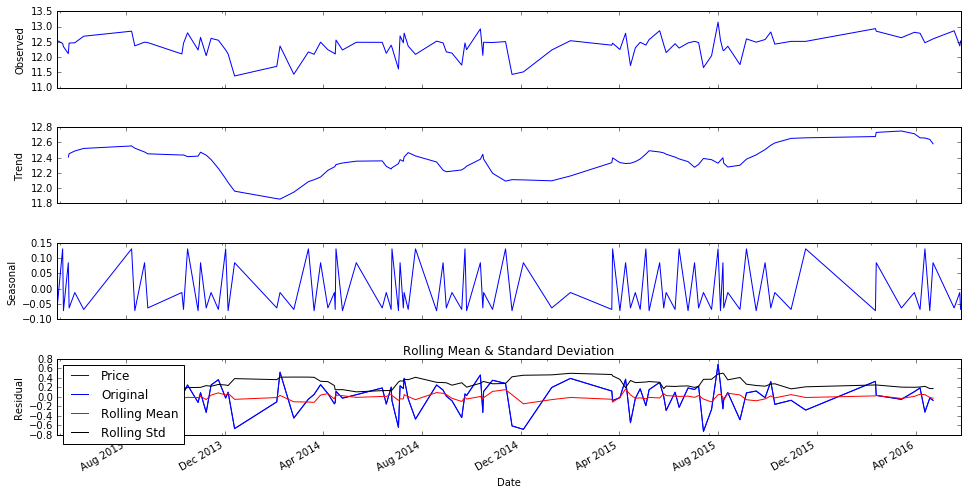 Observed
13.5
13.0
12.5
12.0
11.5
11.0
Trend
12.8
12.6
12.4
12.2
12.0
11.8
Seasonal
0.15
0.10
0.05
0.00
−0.05
−0.10
Rolling Mean & Standard Deviation
Residual
0.8
0.6
0.4
0.2
0.0
−0.2
−0.4
−0.6
−0.8
Price
Original
Rolling Mean
Rolling Std
Aug 2013
Dec 2013
Apr 2014
Aug 2014
Dec 2014
Apr 2015
Aug 2015
Dec 2015
Apr 2016
Date